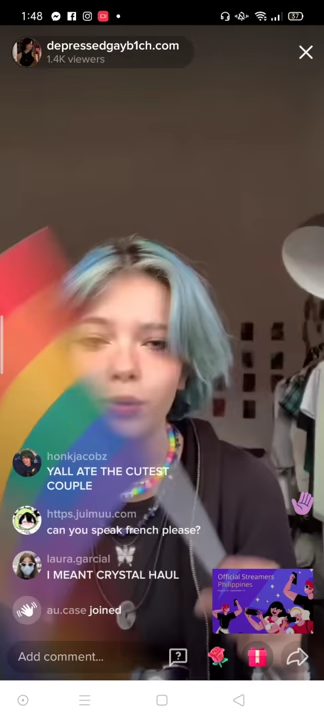 1:48
37
depressedgayb1tch.com
1.4K viewers
honkjacobz
YALL ATE THE CUTEST
COUPLE
https.juimuu.com
can you speak french please?
laura.garcial
I MEANT CRYSTAL HAUL
Official Streamers
Philippines
au.case joined
Add comment...